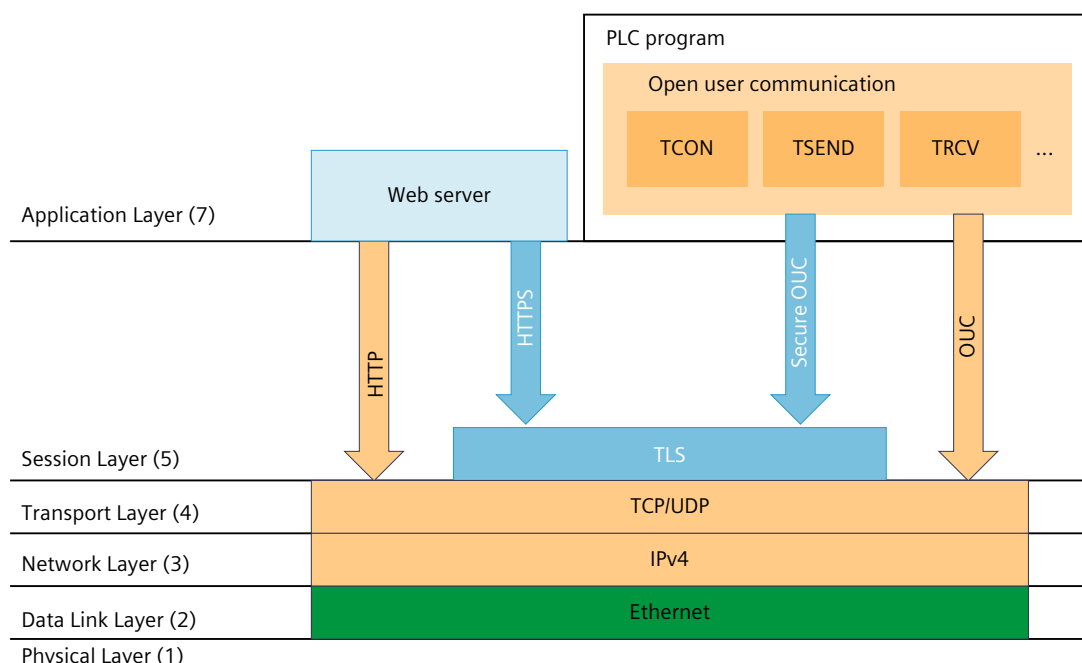 PLC program
Open user communication
TCON
TSEND
TRCV
...
Web server
Application Layer (7)
HTTP
HTTPS
Secure OUC
OUC
Session Layer (5)
TLS
Transport Layer (4)
TCP/UDP
Network Layer (3)
IPv4
Data Link Layer (2)
Ethernet
Physical Layer (1)